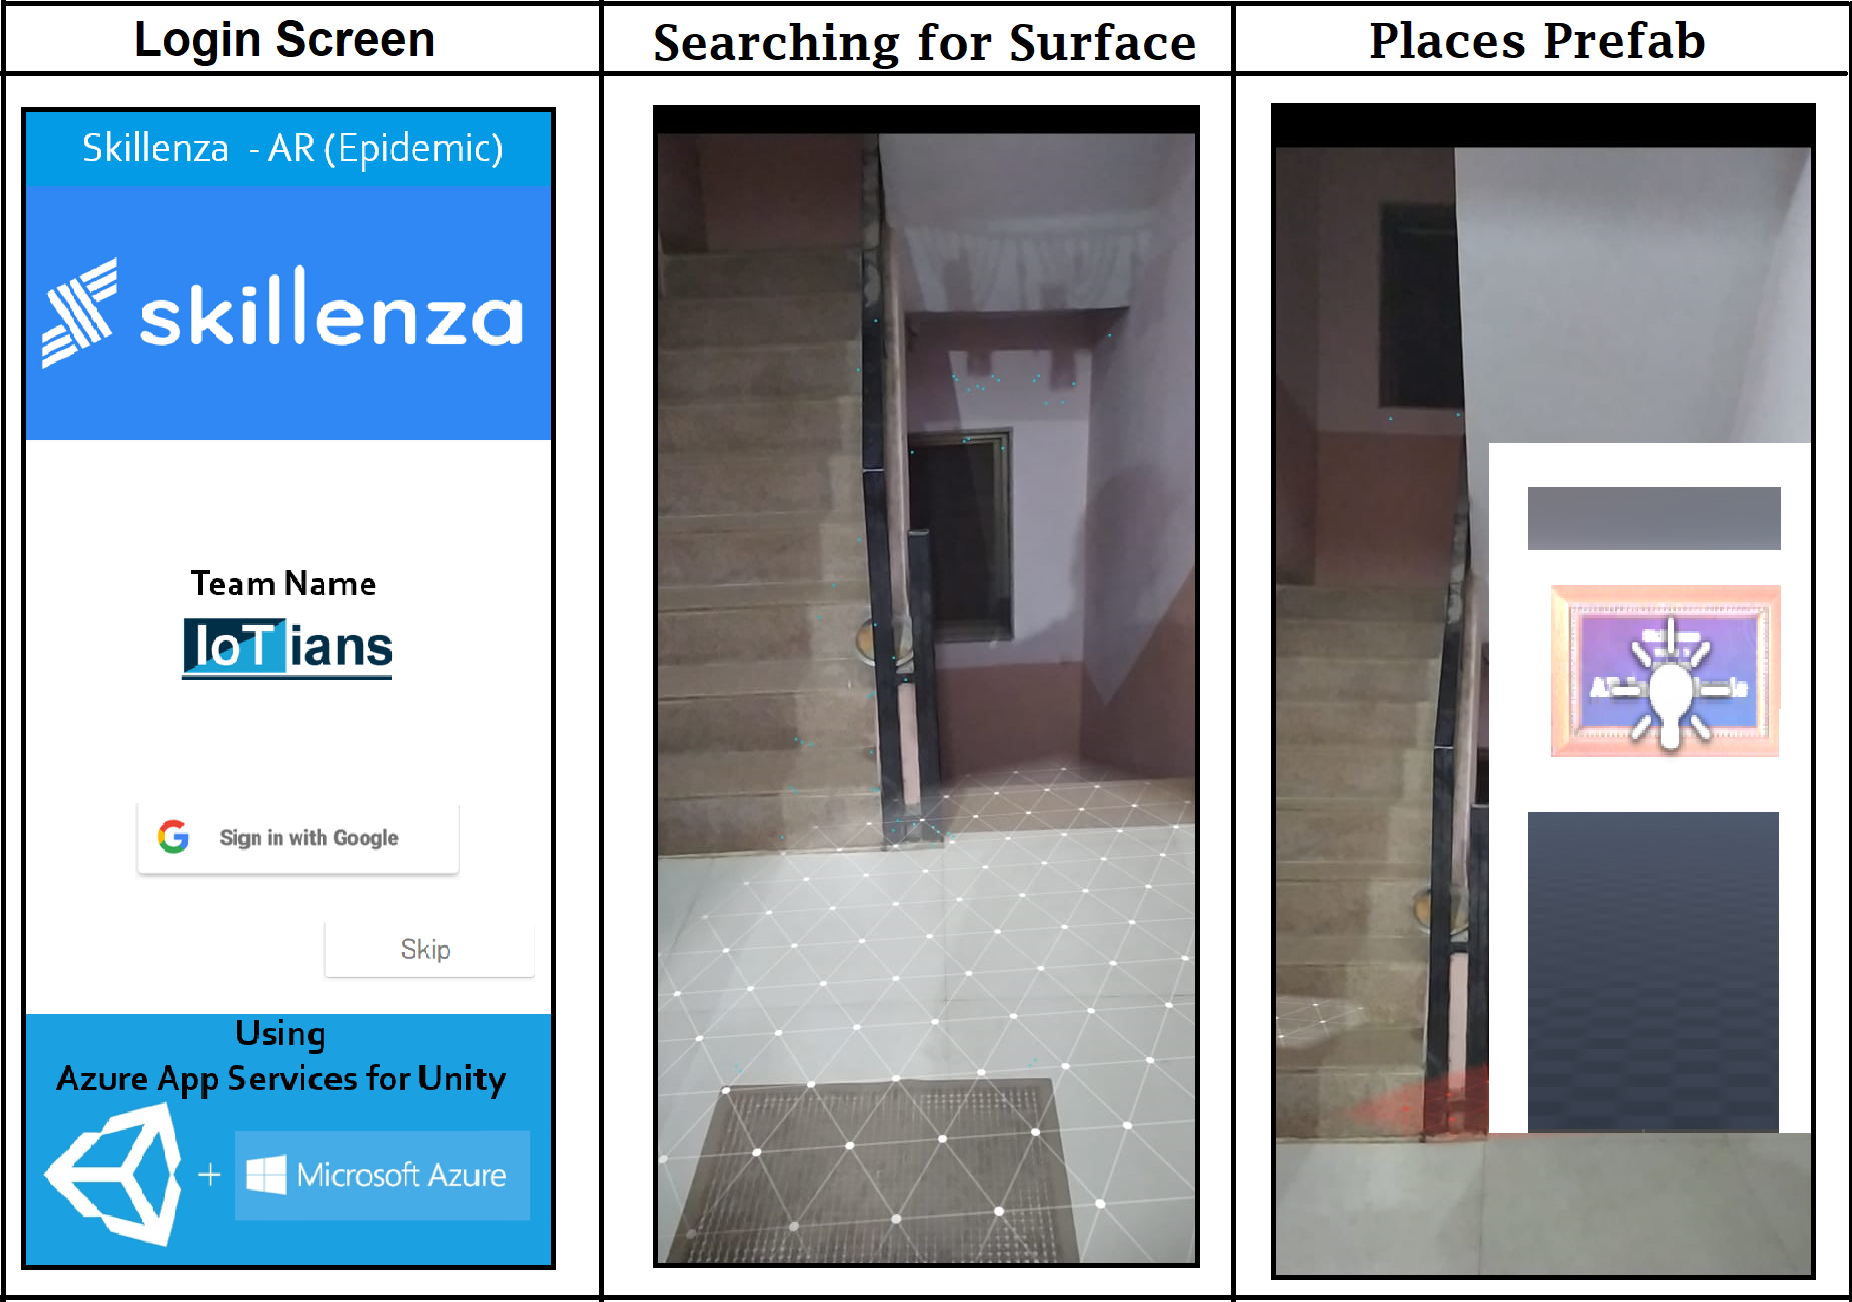 Login Screen
Searching for Surface
Places Prefab
Skillenza - AR (Epidemic)
skillenza
Team Name
IoTians
Sign in with Google
Skip
Using
Azure App Services for Unity
+ Microsoft Azure